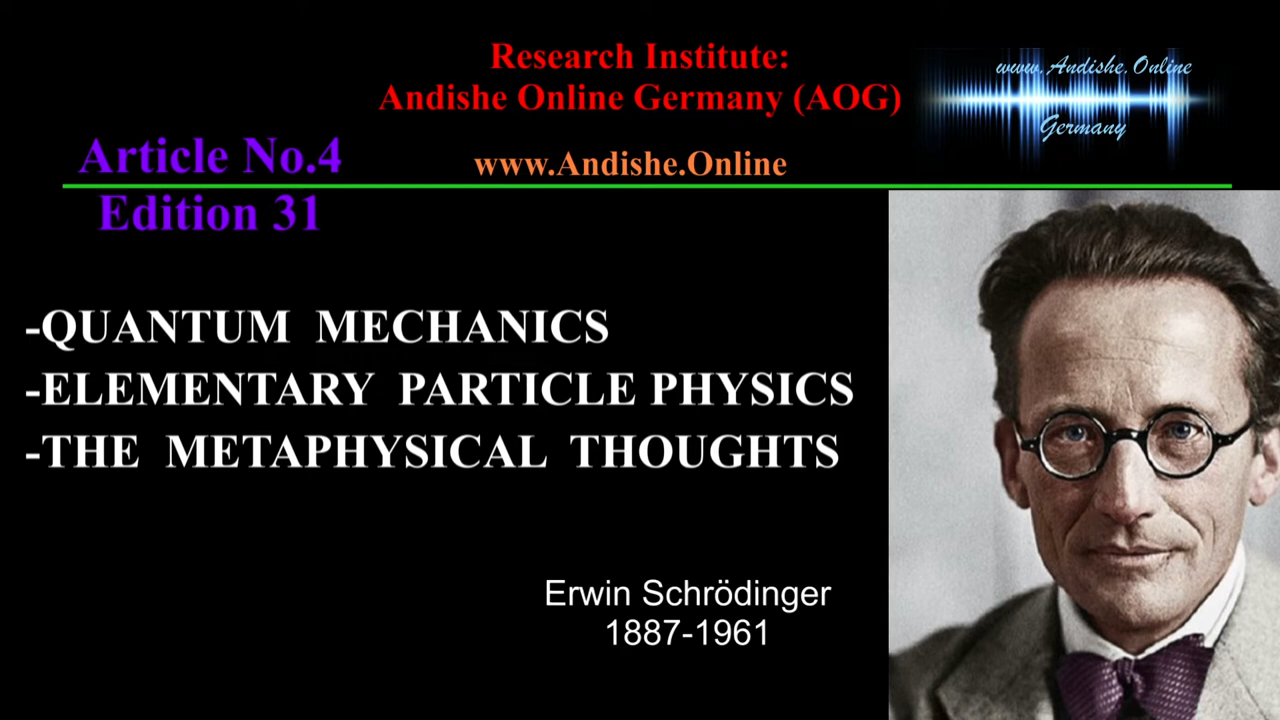 Research Institute:
Andishe Online Germany (AOG)
www.Andishe.Online
Germany
Article No.4
www.Andishe.Online
Edition 31
-QUANTUM MECHANICS
-ELEMENTARY PARTICLE PHYSICS
-THE METAPHYSICAL THOUGHTS
Erwin Schrödinger
1887-1961